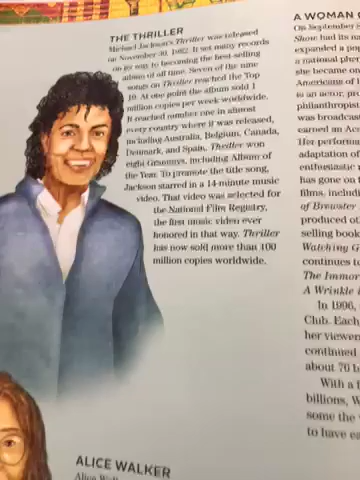 THE THRILLER
Michael Jackson's Thriller was released
on November 30, 1982. It set many records
on its way to becoming the best-selling
album of all time. Seven of the nine
songs on Thriller reached the Top
10. At one point the album sold 1
million copies per week worldwide.
It reached number one in almost
every country where it was released,
including Australia, Belgium, Canada,
Denmark, and Spain. Thriller won
eight Grammys, including Album of
the Year. To promote the title song,
Jackson starred in a 14-minute music
video. That video was selected for
the National Film Registry,
the first music video ever
honored in that way. Thriller
has now sold more than 100
million copies worldwide.
ALICE WALKER
A WOMAN
On September
Show had its
expanded a
a national
she became
Americans of
to an actor,
philanthropist
was broadcast
earned an
Her performa
adaptation of
enthusiastic
has gone on
films, includi
of Brewster
produced
selling book
Watching
continues to
The Immor
A Wrinkle
In 1996,
Club. Each
her viewer
continued
about 70
With a
billions, W
some the
to have